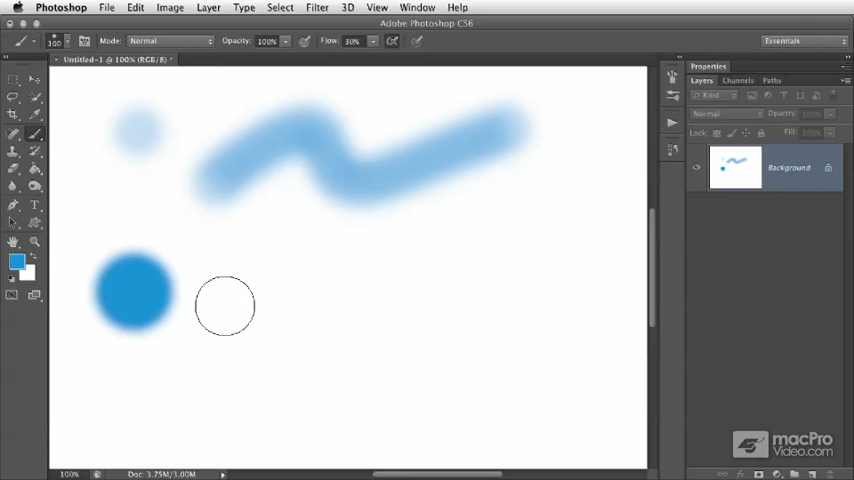 Photoshop File Edit Image Layer Type Select Filter 3D View Window Help
Adobe Photoshop CS6
100 Mode: Normal Opacity: 100% Flow: 30% Essentials
× Untitled-1 @ 100% (RGB/8) *
Properties
Layers Channels Paths
Kind
Normal Opacity: 100%
Lock: Fill: 100%
Background
macPro
Video.com
100% Doc: 3.25M/3.00M